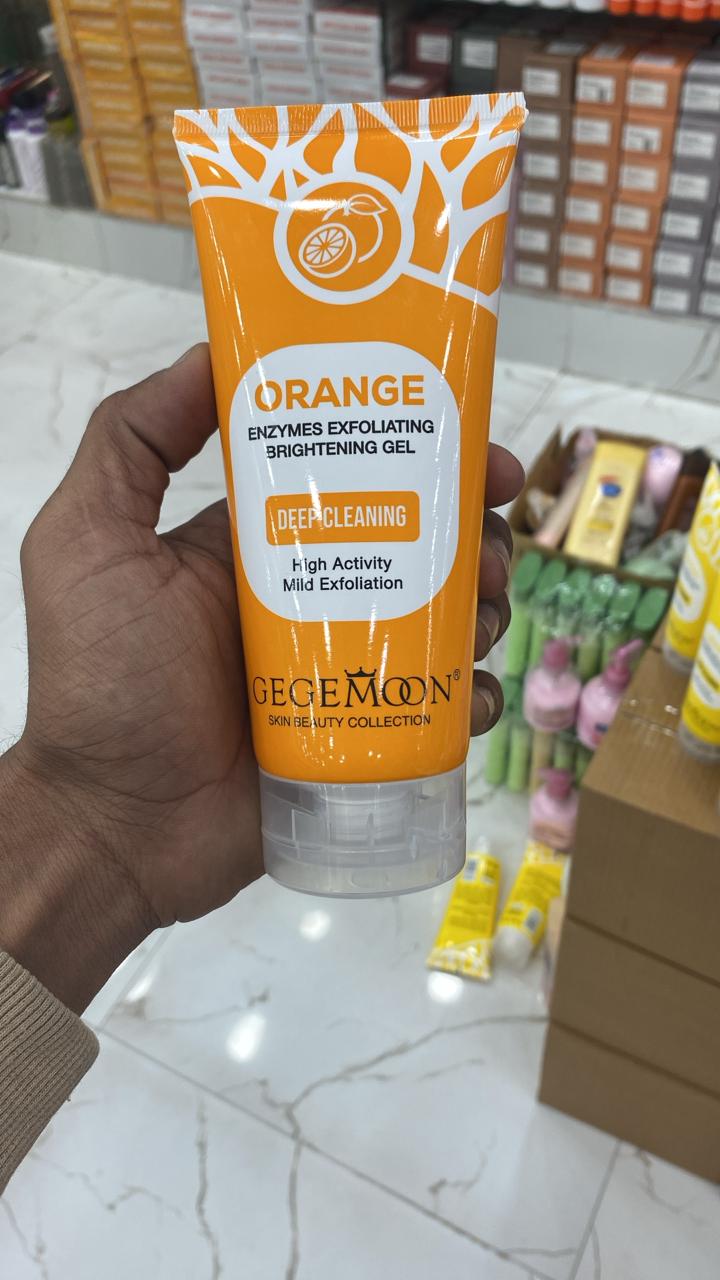 ORANGE
ENZYMES EXFOLIATING
BRIGHTENING GEL
DEEP CLEANING
High Activity
Mild Exfoliation
GEGEMOON®
SKIN BEAUTY COLLECTION